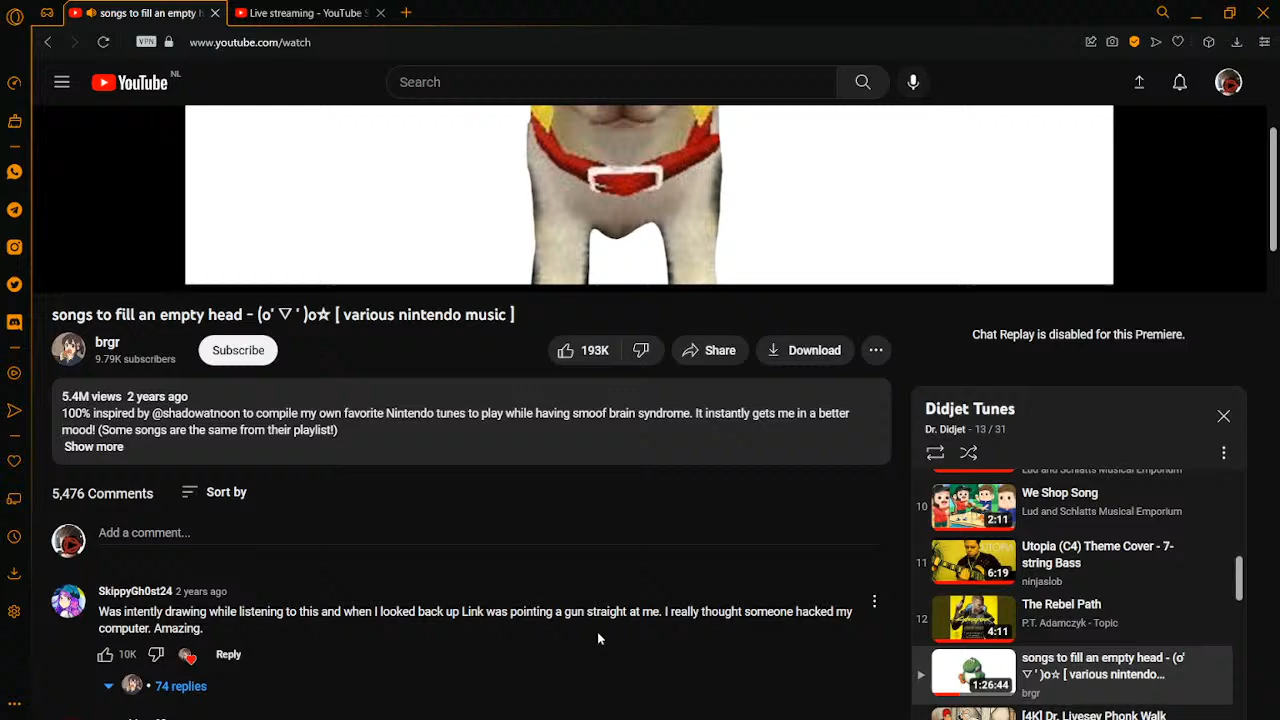 songs to fill an empty h
Live streaming - YouTube S
VPN
www.youtube.com/watch
YouTube NL
Search
songs to fill an empty head - (o' ▽ ' )o☆ [ various nintendo music ]
brgr
9.79K subscribers
Subscribe
193K
Share
Download
Chat Replay is disabled for this Premiere.
5.4M views 2 years ago
100% inspired by @shadowatnoon to compile my own favorite Nintendo tunes to play while having smoof brain syndrome. It instantly gets me in a better
mood! (Some songs are the same from their playlist!)
Show more
5,476 Comments
Sort by
Add a comment...
SkippyGh0st24 2 years ago
Was intently drawing while listening to this and when I looked back up Link was pointing a gun straight at me. I really thought someone hacked my
computer. Amazing.
10K
Reply
74 replies
Didjet Tunes
Dr. Didjet - 13 / 31
Lud and Schlatts Musical Emporium
10
2:11
We Shop Song
Lud and Schlatts Musical Emporium
11
6:19
Utopia (C4) Theme Cover - 7-
string Bass
ninjaslob
12
4:11
The Rebel Path
P.T. Adamczyk - Topic
1:26:44
songs to fill an empty head - (o'
▽ ' )o☆ [ various nintendo...
brgr
[4K] Dr. Livesey Phonk Walk